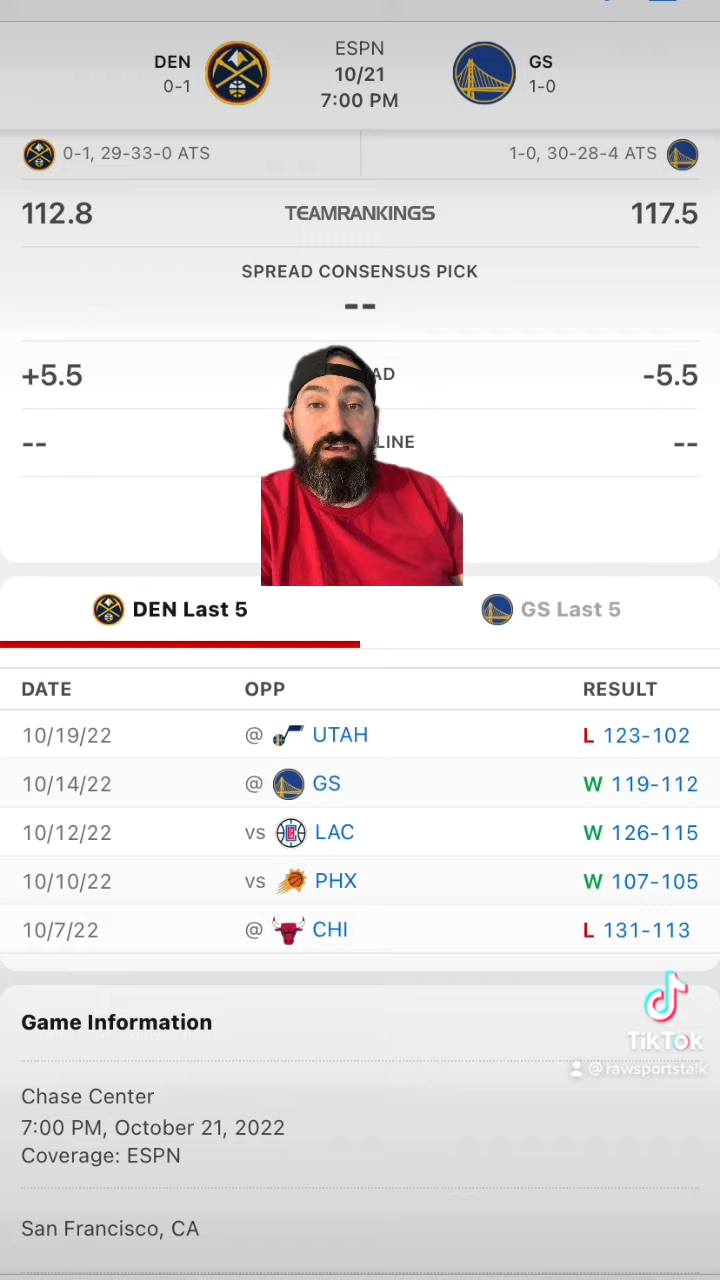 DEN
0-1
ESPN
10/21
7:00 PM
GS
1-0
0-1, 29-33-0 ATS
1-0, 30-28-4 ATS
112.8 TEAMRANKINGS 117.5
SPREAD CONSENSUS PICK
--
+5.5 AD -5.5
-- LINE --
DEN Last 5 GS Last 5
DATE OPP RESULT
10/19/22 @ UTAH L 123-102
10/14/22 @ GS W 119-112
10/12/22 vs LAC W 126-115
10/10/22 vs PHX W 107-105
10/7/22 @ CHI L 131-113
Game Information
TikTok
@rawsportstalk
Chase Center
7:00 PM, October 21, 2022
Coverage: ESPN
San Francisco, CA